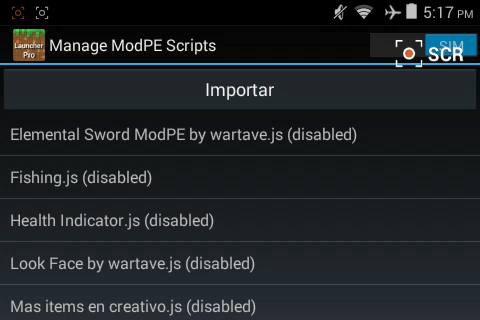 5:17 PM
Launcher
Pro
Manage ModPE Scripts
SIM
SCR
Importar
Elemental Sword ModPE by wartave.js (disabled)
Fishing.js (disabled)
Health Indicator.js (disabled)
Look Face by wartave.js (disabled)
Mas items en creativo.js (disabled)